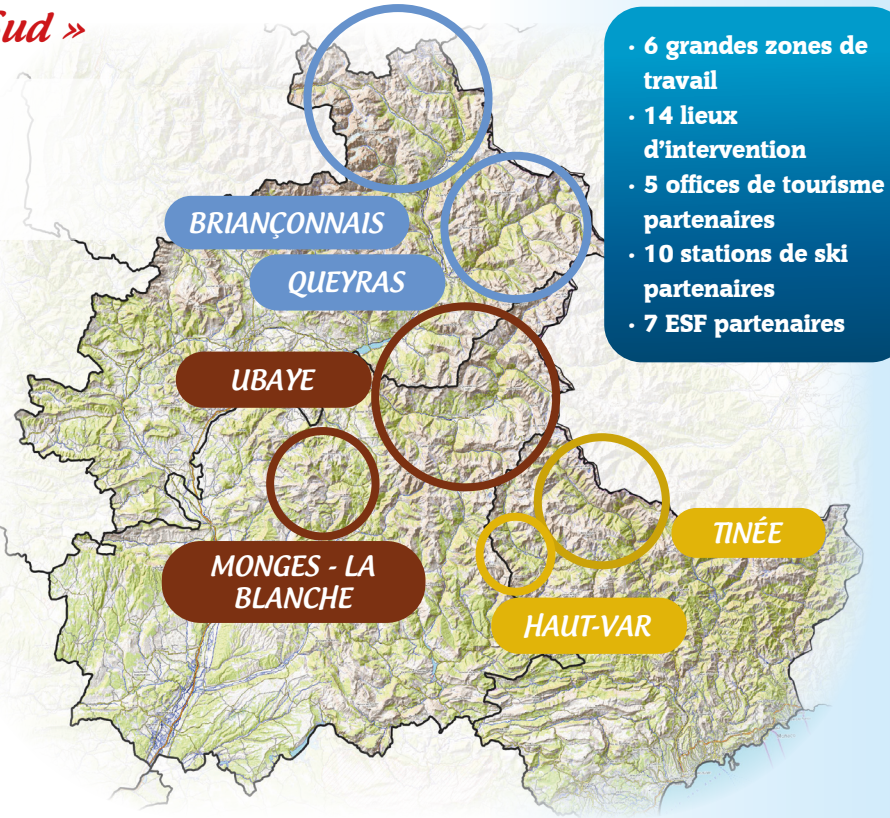 Sud »
· 6 grandes zones de
travail
· 14 lieux
d'intervention
· 5 offices de tourisme
partenaires
· 10 stations de ski
partenaires
· 7 ESF partenaires
BRIANÇONNAIS
QUEYRAS
UBAYE
MONGES - LA
BLANCHE
TINÉE
HAUT-VAR